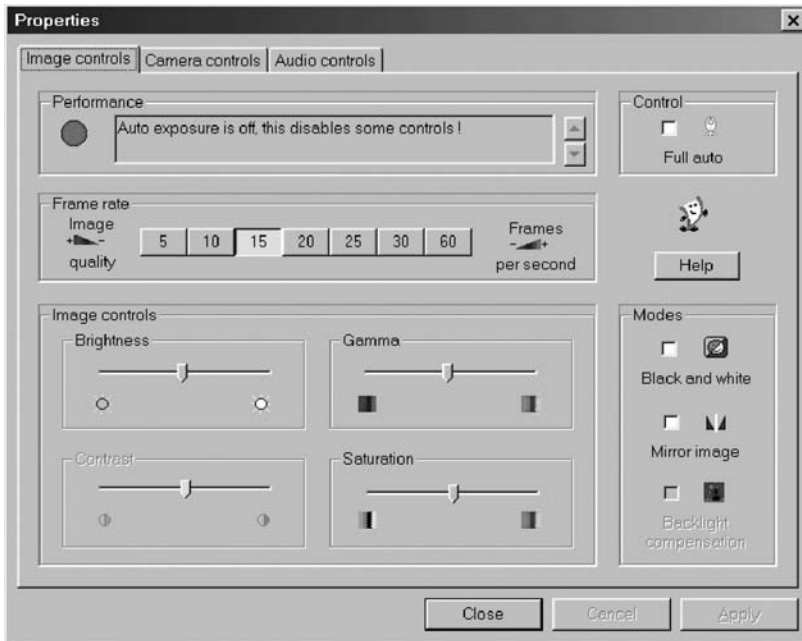 Properties
Image controls Camera controls Audio controls
Performance
Auto exposure is off, this disables some controls !
Control
Full auto
Frame rate
Image
+ -
quality
5 10 15 20 25 30 60
Frames
- +
per second
Help
Image controls
Brightness
Gamma
Contrast
Saturation
Modes
Black and white
Mirror image
Backlight
compensation
Close Cancel Apply